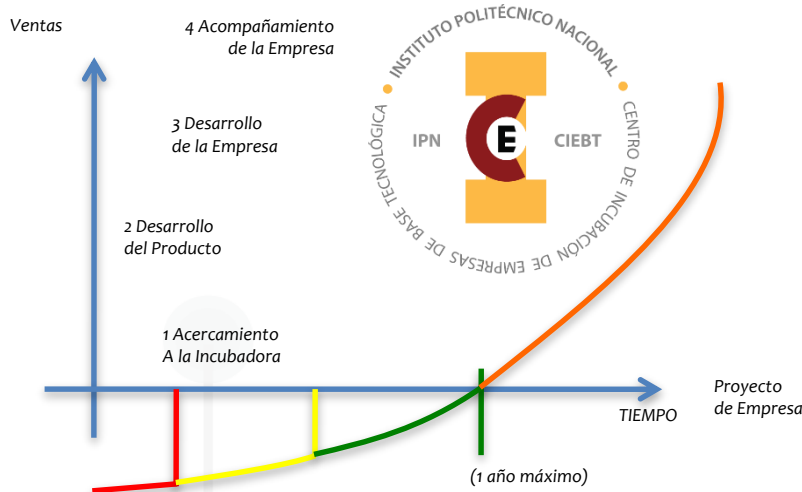 Ventas
4 Acompañamiento
de la Empresa
INSTITUTO POLITÉCNICO NACIONAL
3 Desarrollo
de la Empresa
IPN
E
CIEBT
CENTRO DE INCUBACIÓN DE EMPRESAS DE BASE TECNOLÓGICA
2 Desarrollo
del Producto
1 Acercamiento
A la Incubadora
TIEMPO
Proyecto
de Empresa
(1 año máximo)